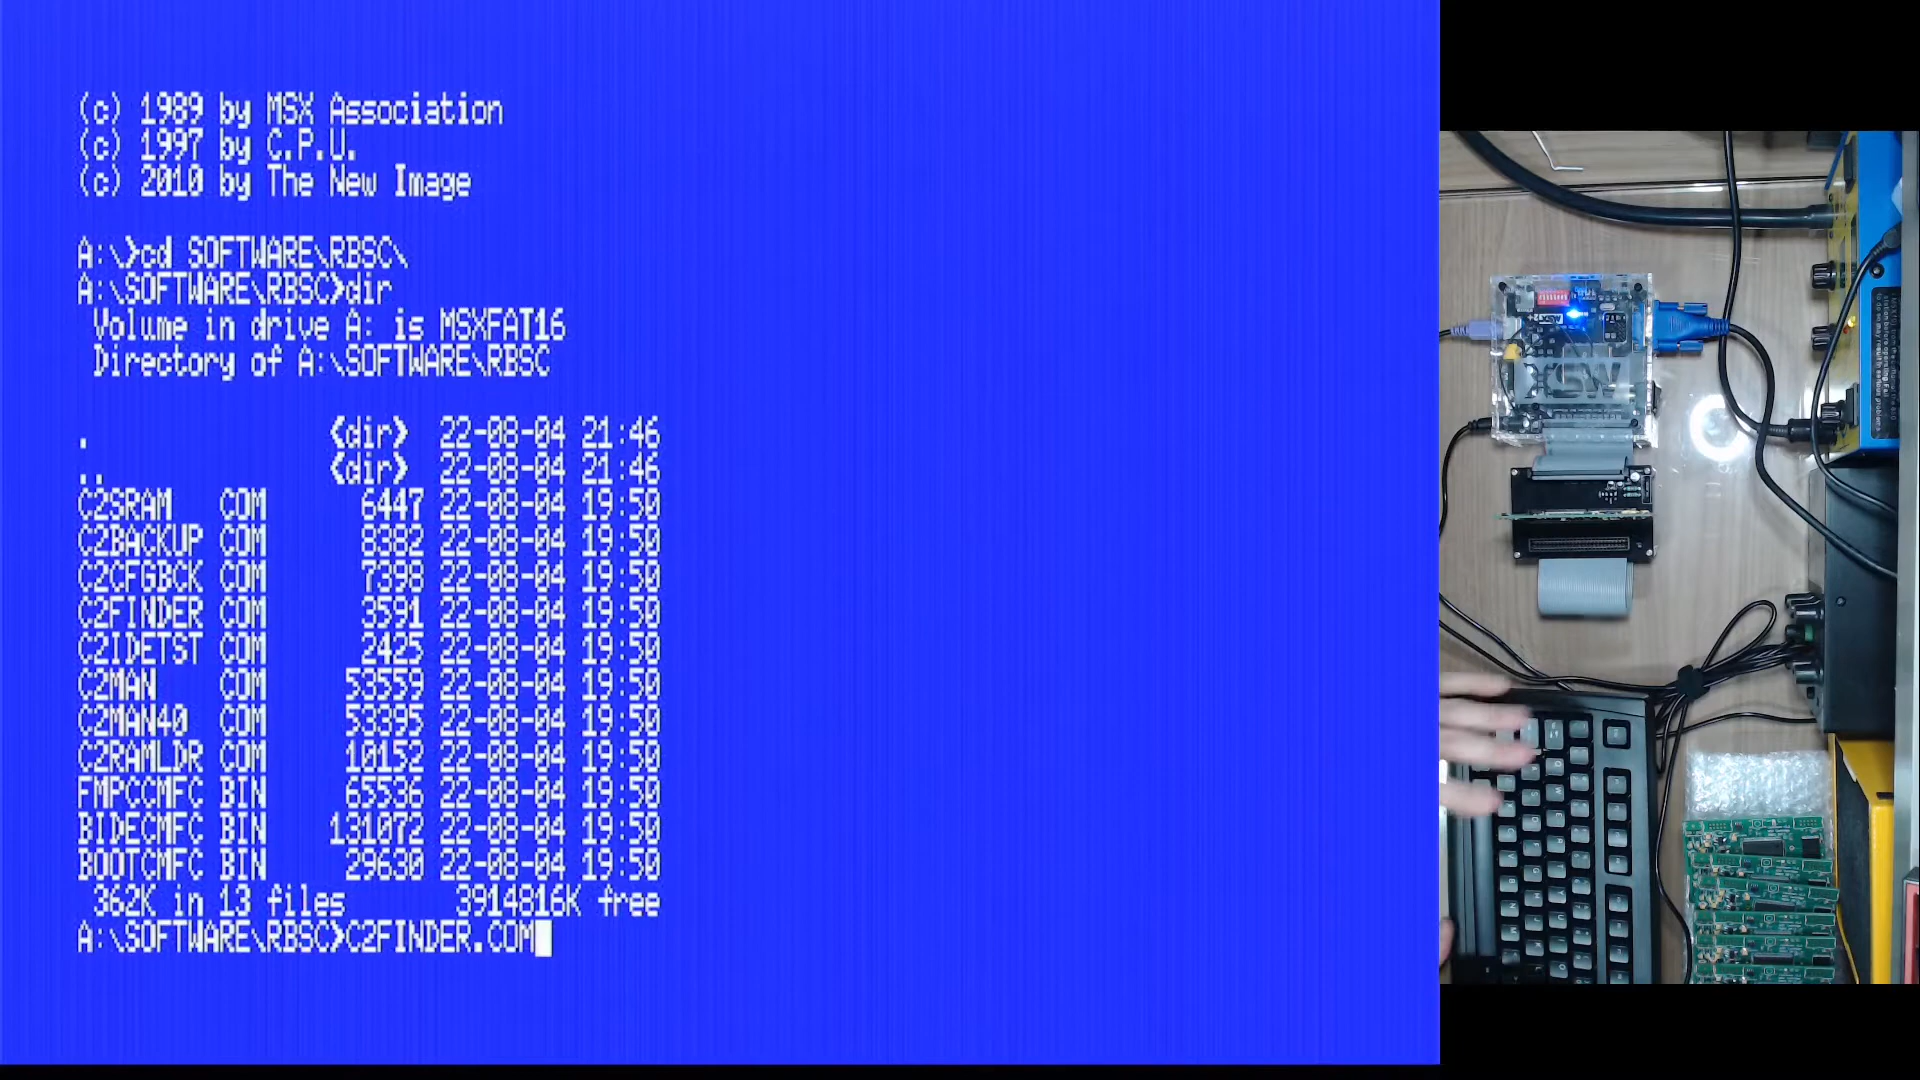 (c) 1989 by MSX Association
(c) 1997 by C.P.U.
(c) 2010 by The New Image
A:\>cd SOFTWARE\RBSC\
A:\SOFTWARE\RBSC>dir
Volume in drive A: is MSXFAT16
Directory of A:\SOFTWARE\RBSC
. <dir> 22-08-04 21:46
.. <dir> 22-08-04 21:46
C2SRAM COM 6447 22-08-04 19:50
C2BACKUP COM 8382 22-08-04 19:50
C2CFGBCK COM 7398 22-08-04 19:50
C2FINDER COM 3591 22-08-04 19:50
C2IDETST COM 2425 22-08-04 19:50
C2MAN COM 53559 22-08-04 19:50
C2MAN40 COM 53395 22-08-04 19:50
C2RAMLDR COM 10152 22-08-04 19:50
FMPCCMFC BIN 65536 22-08-04 19:50
BIDECMFC BIN 131072 22-08-04 19:50
BOOTCMFC BIN 29630 22-08-04 19:50
362K in 13 files 3914816K free
A:\SOFTWARE\RBSC>C2FINDER.COM